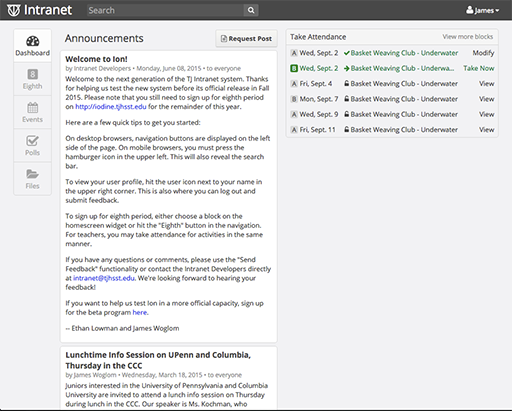 Intranet
Search
James
Dashboard
8
Eighth
Events
Polls
Files
Announcements
Request Post
Welcome to Ion!
by Intranet Developers • Monday, June 08, 2015 • to everyone
Welcome to the next generation of the TJ Intranet system. Thanks
for helping us test the new system before its official release in Fall
2015. Please note that you still need to sign up for eighth period
on http://iodine.tjhsst.edu for the remainder of this year.
Here are a few quick tips to get you started:
On desktop browsers, navigation buttons are displayed on the left
side of the page. On mobile browsers, you must press the
hamburger icon in the upper left. This will also reveal the search
bar.
To view your user profile, hit the user icon next to your name in
the upper right corner. This is also where you can log out and
submit feedback.
To sign up for eighth period, either choose a block on the
homescreen widget or hit the "Eighth" button in the navigation.
For teachers, you may take attendance for activities in the same
manner.
If you have any questions or comments, please use the "Send
Feedback" functionality or contact the Intranet Developers directly
at intranet@tjhsst.edu. We're looking forward to hearing your
feedback!
If you want to help us test Ion in a more official capacity, sign up
for the beta program here.
-- Ethan Lowman and James Woglom
Lunchtime Info Session on UPenn and Columbia,
Thursday in the CCC
by James Woglom • Wednesday, March 18, 2015 • to everyone
Juniors interested in the University of Pennsylvania and Columbia
University are invited to attend a lunch info session on Thursday
during lunch in the CCC. Our speaker is Ms. Kochman, who
Take Attendance
View more blocks
A Wed, Sept. 2 Basket Weaving Club - Underwater Modify
B Wed, Sept. 2 Basket Weaving Club - Underwa... Take Now
A Fri, Sept. 4 Basket Weaving Club - Underwater View
B Mon, Sept. 7 Basket Weaving Club - Underwater View
A Wed, Sept. 9 Basket Weaving Club - Underwater View
A Fri, Sept. 11 Basket Weaving Club - Underwater View